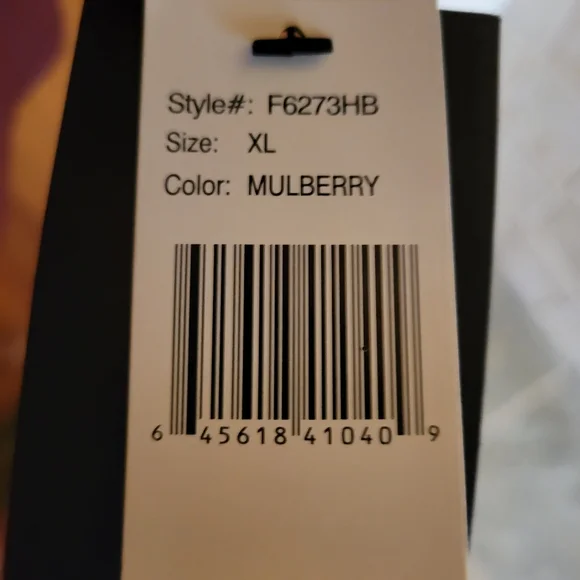 Style#: F6273HB
Size: XL
Color: MULBERRY
6 45618 41040 9